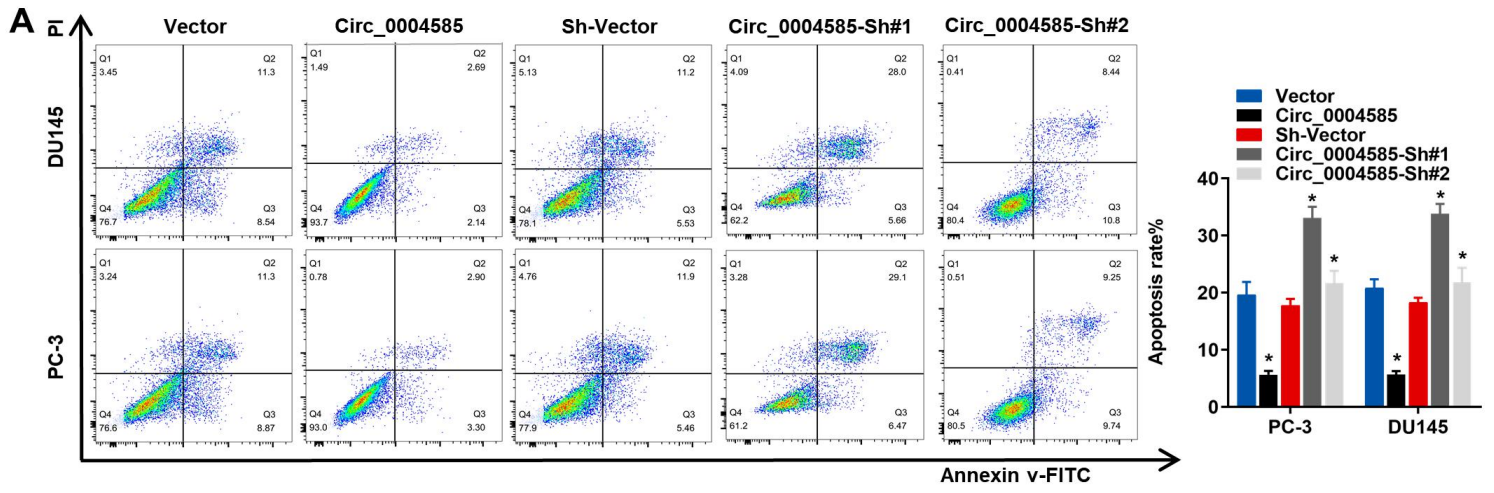 A
PI
Vector
Circ_0004585
Sh-Vector
Circ_0004585-Sh#1
Circ_0004585-Sh#2
DU145
Q1
3.45
Q2
11.3
Q4
76.7
Q3
8.54
Q1
1.49
Q2
2.69
Q4
93.7
Q3
2.14
Q1
5.13
Q2
11.2
Q4
78.1
Q3
5.53
Q1
4.09
Q2
28.0
Q4
62.2
Q3
5.66
Q1
0.41
Q2
8.44
Q4
80.4
Q3
10.8
PC-3
Q1
3.24
Q2
11.3
Q4
76.6
Q3
8.87
Q1
0.78
Q2
2.90
Q4
93.0
Q3
3.30
Q1
4.76
Q2
11.9
Q4
77.9
Q3
5.46
Q1
3.28
Q2
29.1
Q4
61.2
Q3
6.47
Q1
0.51
Q2
9.25
Q4
80.5
Q3
9.74
Annexin v-FITC
Vector
Circ_0004585
Sh-Vector
Circ_0004585-Sh#1
Circ_0004585-Sh#2
Apoptosis rate%
40
30
20
10
0
*
*
*
*
*
*
PC-3
DU145